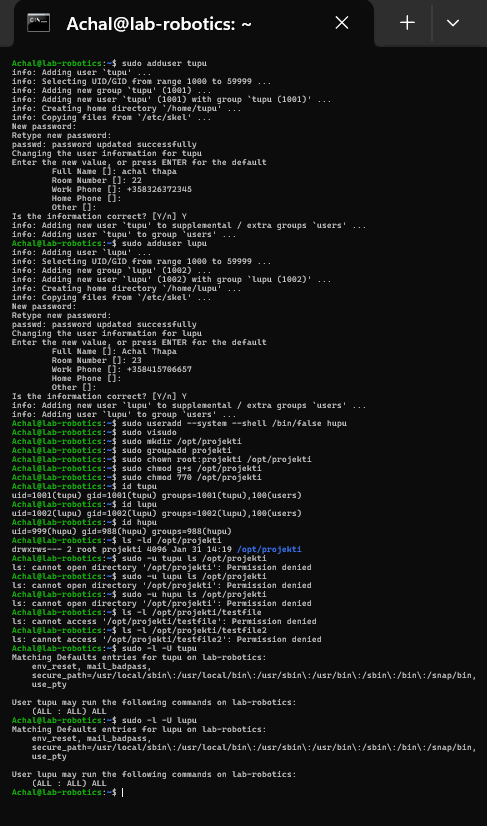 Achal@lab-robotics: ~
Achal@lab-robotics:~$ sudo adduser tupu
info: Adding user `tupu' ...
info: Selecting UID/GID from range 1000 to 59999 ...
info: Adding new group `tupu' (1001) ...
info: Adding new user `tupu' (1001) with group `tupu (1001)' ...
info: Creating home directory `/home/tupu' ...
info: Copying files from `/etc/skel' ...
New password:
Retype new password:
passwd: password updated successfully
Changing the user information for tupu
Enter the new value, or press ENTER for the default
Full Name []: achal thapa
Room Number []: 22
Work Phone []: +358326372345
Home Phone []:
Other []:
Is the information correct? [Y/n] Y
info: Adding new user `tupu' to supplemental / extra groups `users' ...
info: Adding user `tupu' to group `users' ...
Achal@lab-robotics:~$ sudo adduser lupu
info: Adding user `lupu' ...
info: Selecting UID/GID from range 1000 to 59999 ...
info: Adding new group `lupu' (1002) ...
info: Adding new user `lupu' (1002) with group `lupu (1002)' ...
info: Creating home directory `/home/lupu' ...
info: Copying files from `/etc/skel' ...
New password:
Retype new password:
passwd: password updated successfully
Changing the user information for lupu
Enter the new value, or press ENTER for the default
Full Name []: Achal Thapa
Room Number []: 23
Work Phone []: +358415706657
Home Phone []:
Other []:
Is the information correct? [Y/n] Y
info: Adding new user `lupu' to supplemental / extra groups `users' ...
info: Adding user `lupu' to group `users' ...
Achal@lab-robotics:~$ sudo useradd --system --shell /bin/false hupu
Achal@lab-robotics:~$ sudo visudo
Achal@lab-robotics:~$ sudo mkdir /opt/projekti
Achal@lab-robotics:~$ sudo groupadd projekti
Achal@lab-robotics:~$ sudo chown root:projekti /opt/projekti
Achal@lab-robotics:~$ sudo chmod g+s /opt/projekti
Achal@lab-robotics:~$ sudo chmod 770 /opt/projekti
Achal@lab-robotics:~$ id tupu
uid=1001(tupu) gid=1001(tupu) groups=1001(tupu),100(users)
Achal@lab-robotics:~$ id lupu
uid=1002(lupu) gid=1002(lupu) groups=1002(lupu),100(users)
Achal@lab-robotics:~$ id hupu
uid=999(hupu) gid=988(hupu) groups=988(hupu)
Achal@lab-robotics:~$ ls -ld /opt/projekti
drwxrws--- 2 root projekti 4096 Jan 31 14:19 /opt/projekti
Achal@lab-robotics:~$ sudo -u tupu ls /opt/projekti
ls: cannot open directory '/opt/projekti': Permission denied
Achal@lab-robotics:~$ sudo -u lupu ls /opt/projekti
ls: cannot open directory '/opt/projekti': Permission denied
Achal@lab-robotics:~$ sudo -u hupu ls /opt/projekti
ls: cannot open directory '/opt/projekti': Permission denied
Achal@lab-robotics:~$ ls -l /opt/projekti/testfile
ls: cannot access '/opt/projekti/testfile': Permission denied
Achal@lab-robotics:~$ ls -l /opt/projekti/testfile2
ls: cannot access '/opt/projekti/testfile2': Permission denied
Achal@lab-robotics:~$ sudo -l -U tupu
Matching Defaults entries for tupu on lab-robotics:
env_reset, mail_badpass,
secure_path=/usr/local/sbin\:/usr/local/bin\:/usr/sbin\:/usr/bin\:/sbin\:/bin\:/snap/bin,
use_pty
User tupu may run the following commands on lab-robotics:
(ALL : ALL) ALL
Achal@lab-robotics:~$ sudo -l -U lupu
Matching Defaults entries for lupu on lab-robotics:
env_reset, mail_badpass,
secure_path=/usr/local/sbin\:/usr/local/bin\:/usr/sbin\:/usr/bin\:/sbin\:/bin\:/snap/bin,
use_pty
User lupu may run the following commands on lab-robotics:
(ALL : ALL) ALL
Achal@lab-robotics:~$